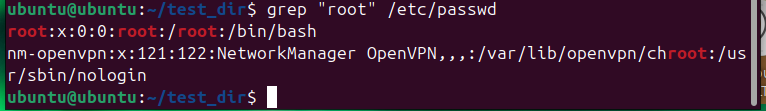 ubuntu@ubuntu:~/test_dir$ grep "root" /etc/passwd
root:x:0:0:root:/root:/bin/bash
nm-openvpn:x:121:122:NetworkManager OpenVPN,,,:/var/lib/openvpn/chroot:/us
r/sbin/nologin
ubuntu@ubuntu:~/test_dir$